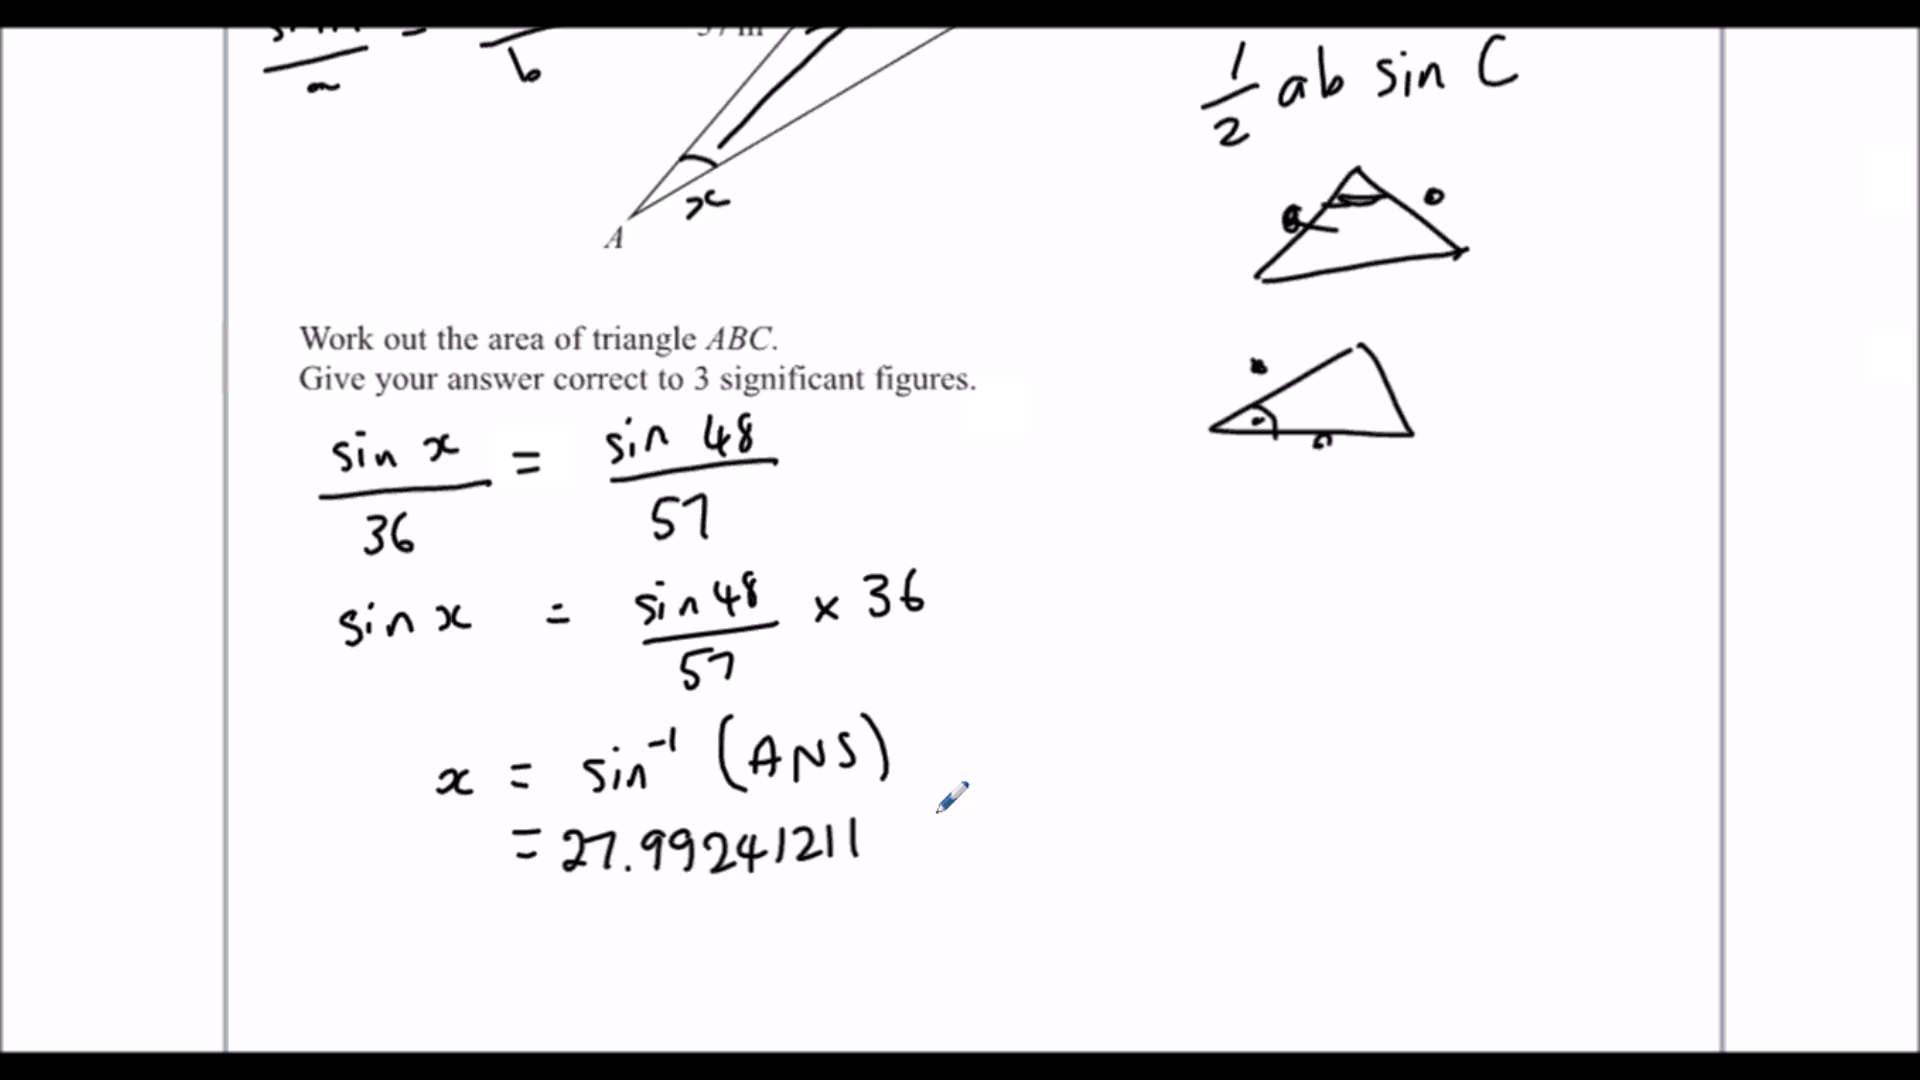 b
1/2 ab sin C
x
A
Work out the area of triangle ABC.
Give your answer correct to 3 significant figures.
sin x / 36 = sin 48 / 57
sin x = sin 48 / 57 × 36
x = sin⁻¹ (ANS)
= 27.99241211